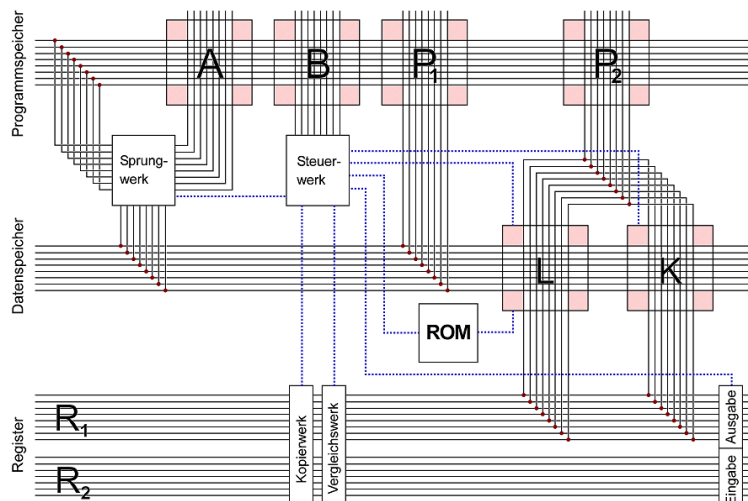 Programmspeicher
A
B
P1
P2
Sprung-
werk
Steuer-
werk
Datenspeicher
L
K
ROM
Register
R1
R2
Kopierwerk
Vergleichswerk
Ausgabe
Eingabe